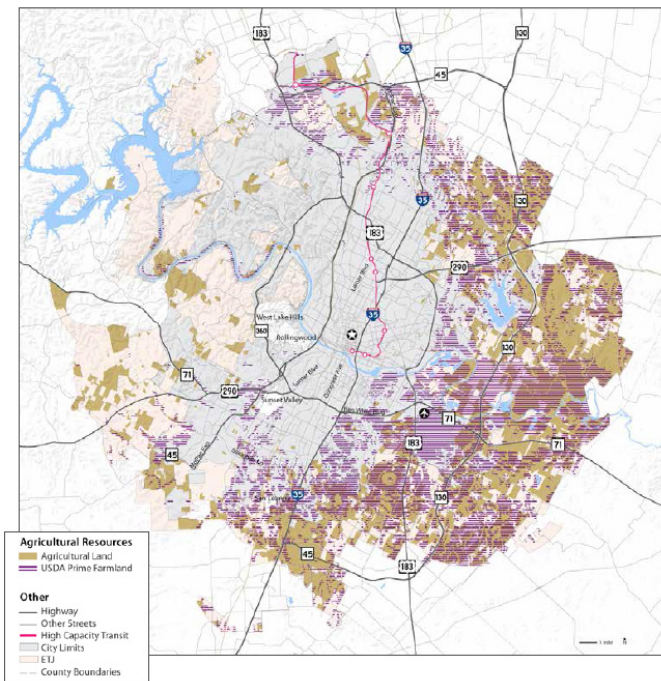 183
35
130
45
130
35
183
290
Lamar Blvd
West Lake Hills
360
Rollingwood
35
130
71
Lamar Blvd
Congress Ave
290
Sunset Valley
71
183
71
45
35
130
45
183
1 mile
N
Agricultural Resources
Agricultural Land
USDA Prime Farmland
Other
Highway
Other Streets
High Capacity Transit
City Limits
ETJ
County Boundaries